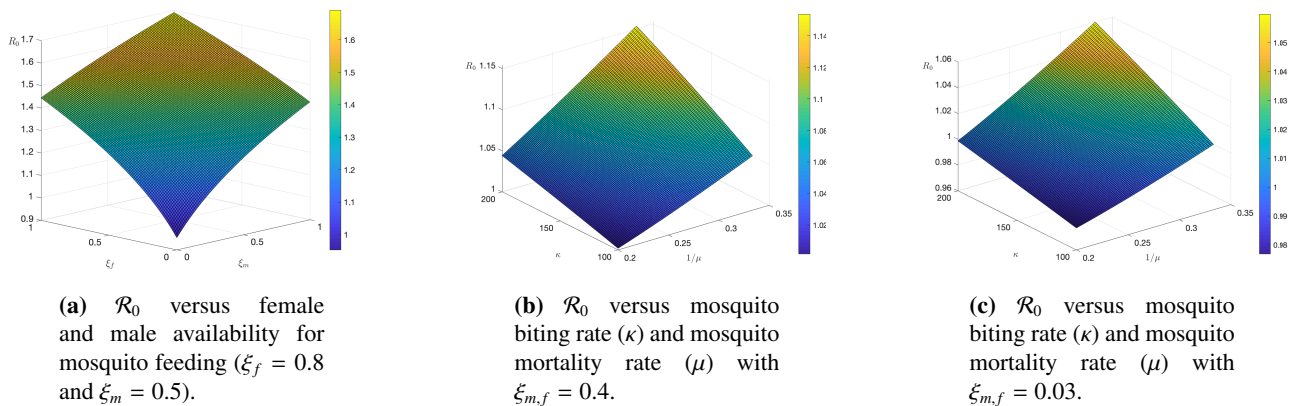 R₀
1.7
1.6
1.5
1.4
1.3
1.2
1.1
1
0.9
1
0.5
0
ξ_f
0
0.5
1
ξ_m
1.6
1.5
1.4
1.3
1.2
1.1
1
R₀
1.15
1.1
1.05
1
200
150
100
κ
0.2
0.25
0.3
0.35
1/μ
1.14
1.12
1.1
1.08
1.06
1.04
1.02
R₀
1.06
1.04
1.02
1
0.98
0.96
200
150
100
κ
0.2
0.25
0.3
0.35
1/μ
1.05
1.04
1.03
1.02
1.01
1
0.99
0.98
(a) R₀ versus female
and male availability for
mosquito feeding (ξ_f = 0.8
and ξ_m = 0.5).
(b) R₀ versus mosquito
biting rate (κ) and mosquito
mortality rate (μ) with
ξ_{m,f} = 0.4.
(c) R₀ versus mosquito
biting rate (κ) and mosquito
mortality rate (μ) with
ξ_{m,f} = 0.03.